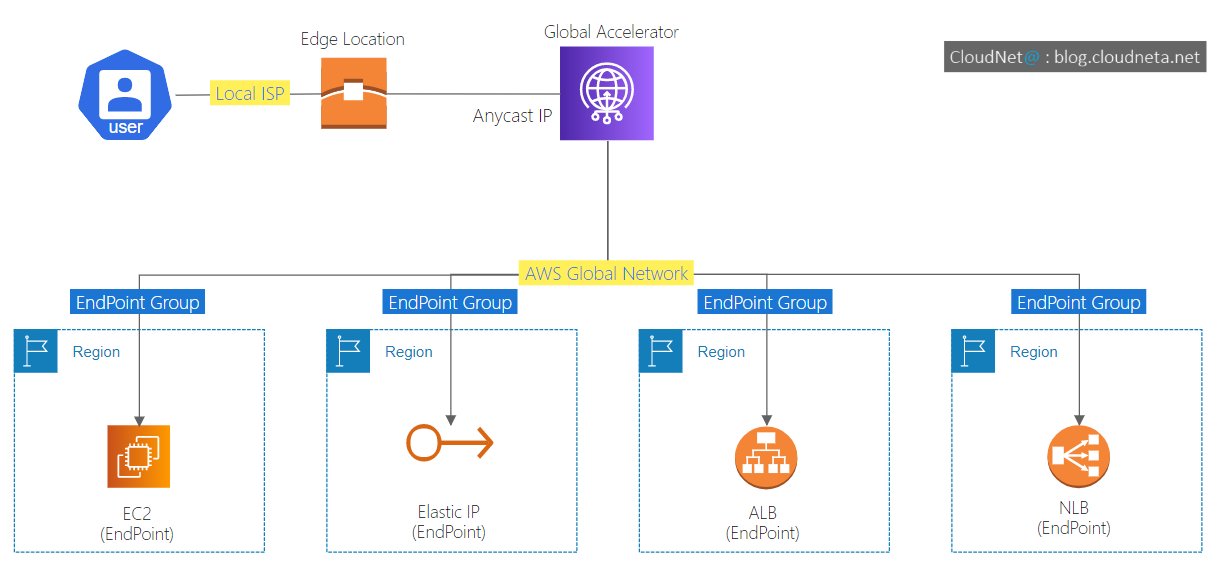 Global Accelerator
Edge Location
CloudNet@ : blog.cloudneta.net
Local ISP
Anycast IP
user
AWS Global Network
EndPoint Group
EndPoint Group
EndPoint Group
EndPoint Group
Region
Region
Region
Region
EC2
(EndPoint)
Elastic IP
(EndPoint)
ALB
(EndPoint)
NLB
(EndPoint)